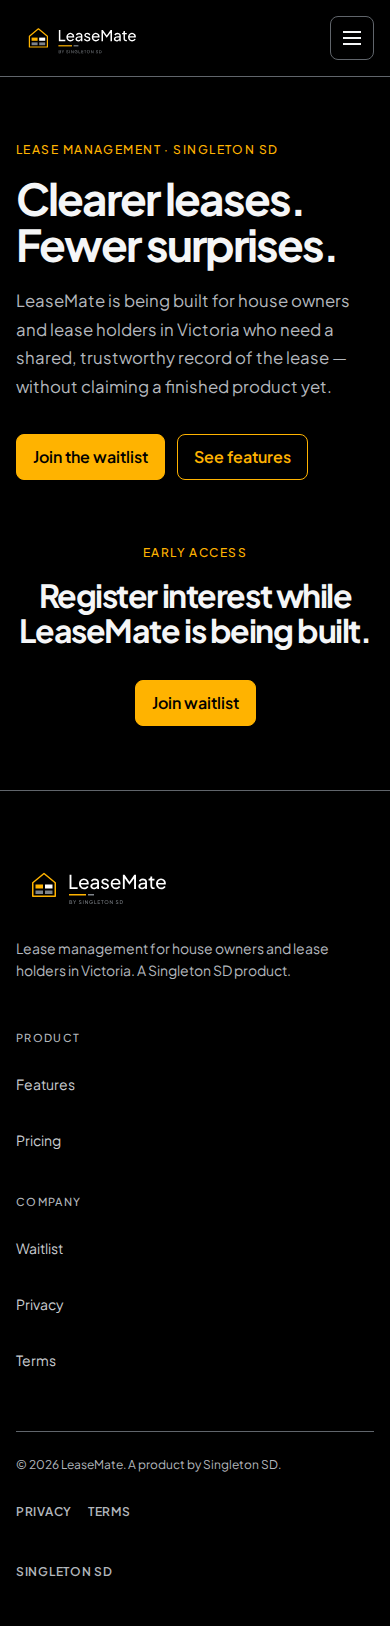 LeaseMate
BY SINGLETON SD
LEASE MANAGEMENT · SINGLETON SD
Clearer leases.
Fewer surprises.
LeaseMate is being built for house owners
and lease holders in Victoria who need a
shared, trustworthy record of the lease —
without claiming a finished product yet.
Join the waitlist
See features
EARLY ACCESS
Register interest while
LeaseMate is being built.
Join waitlist
LeaseMate
BY SINGLETON SD
Lease management for house owners and lease
holders in Victoria. A Singleton SD product.
PRODUCT
Features
Pricing
COMPANY
Waitlist
Privacy
Terms
© 2026 LeaseMate. A product by Singleton SD.
PRIVACY TERMS
SINGLETON SD